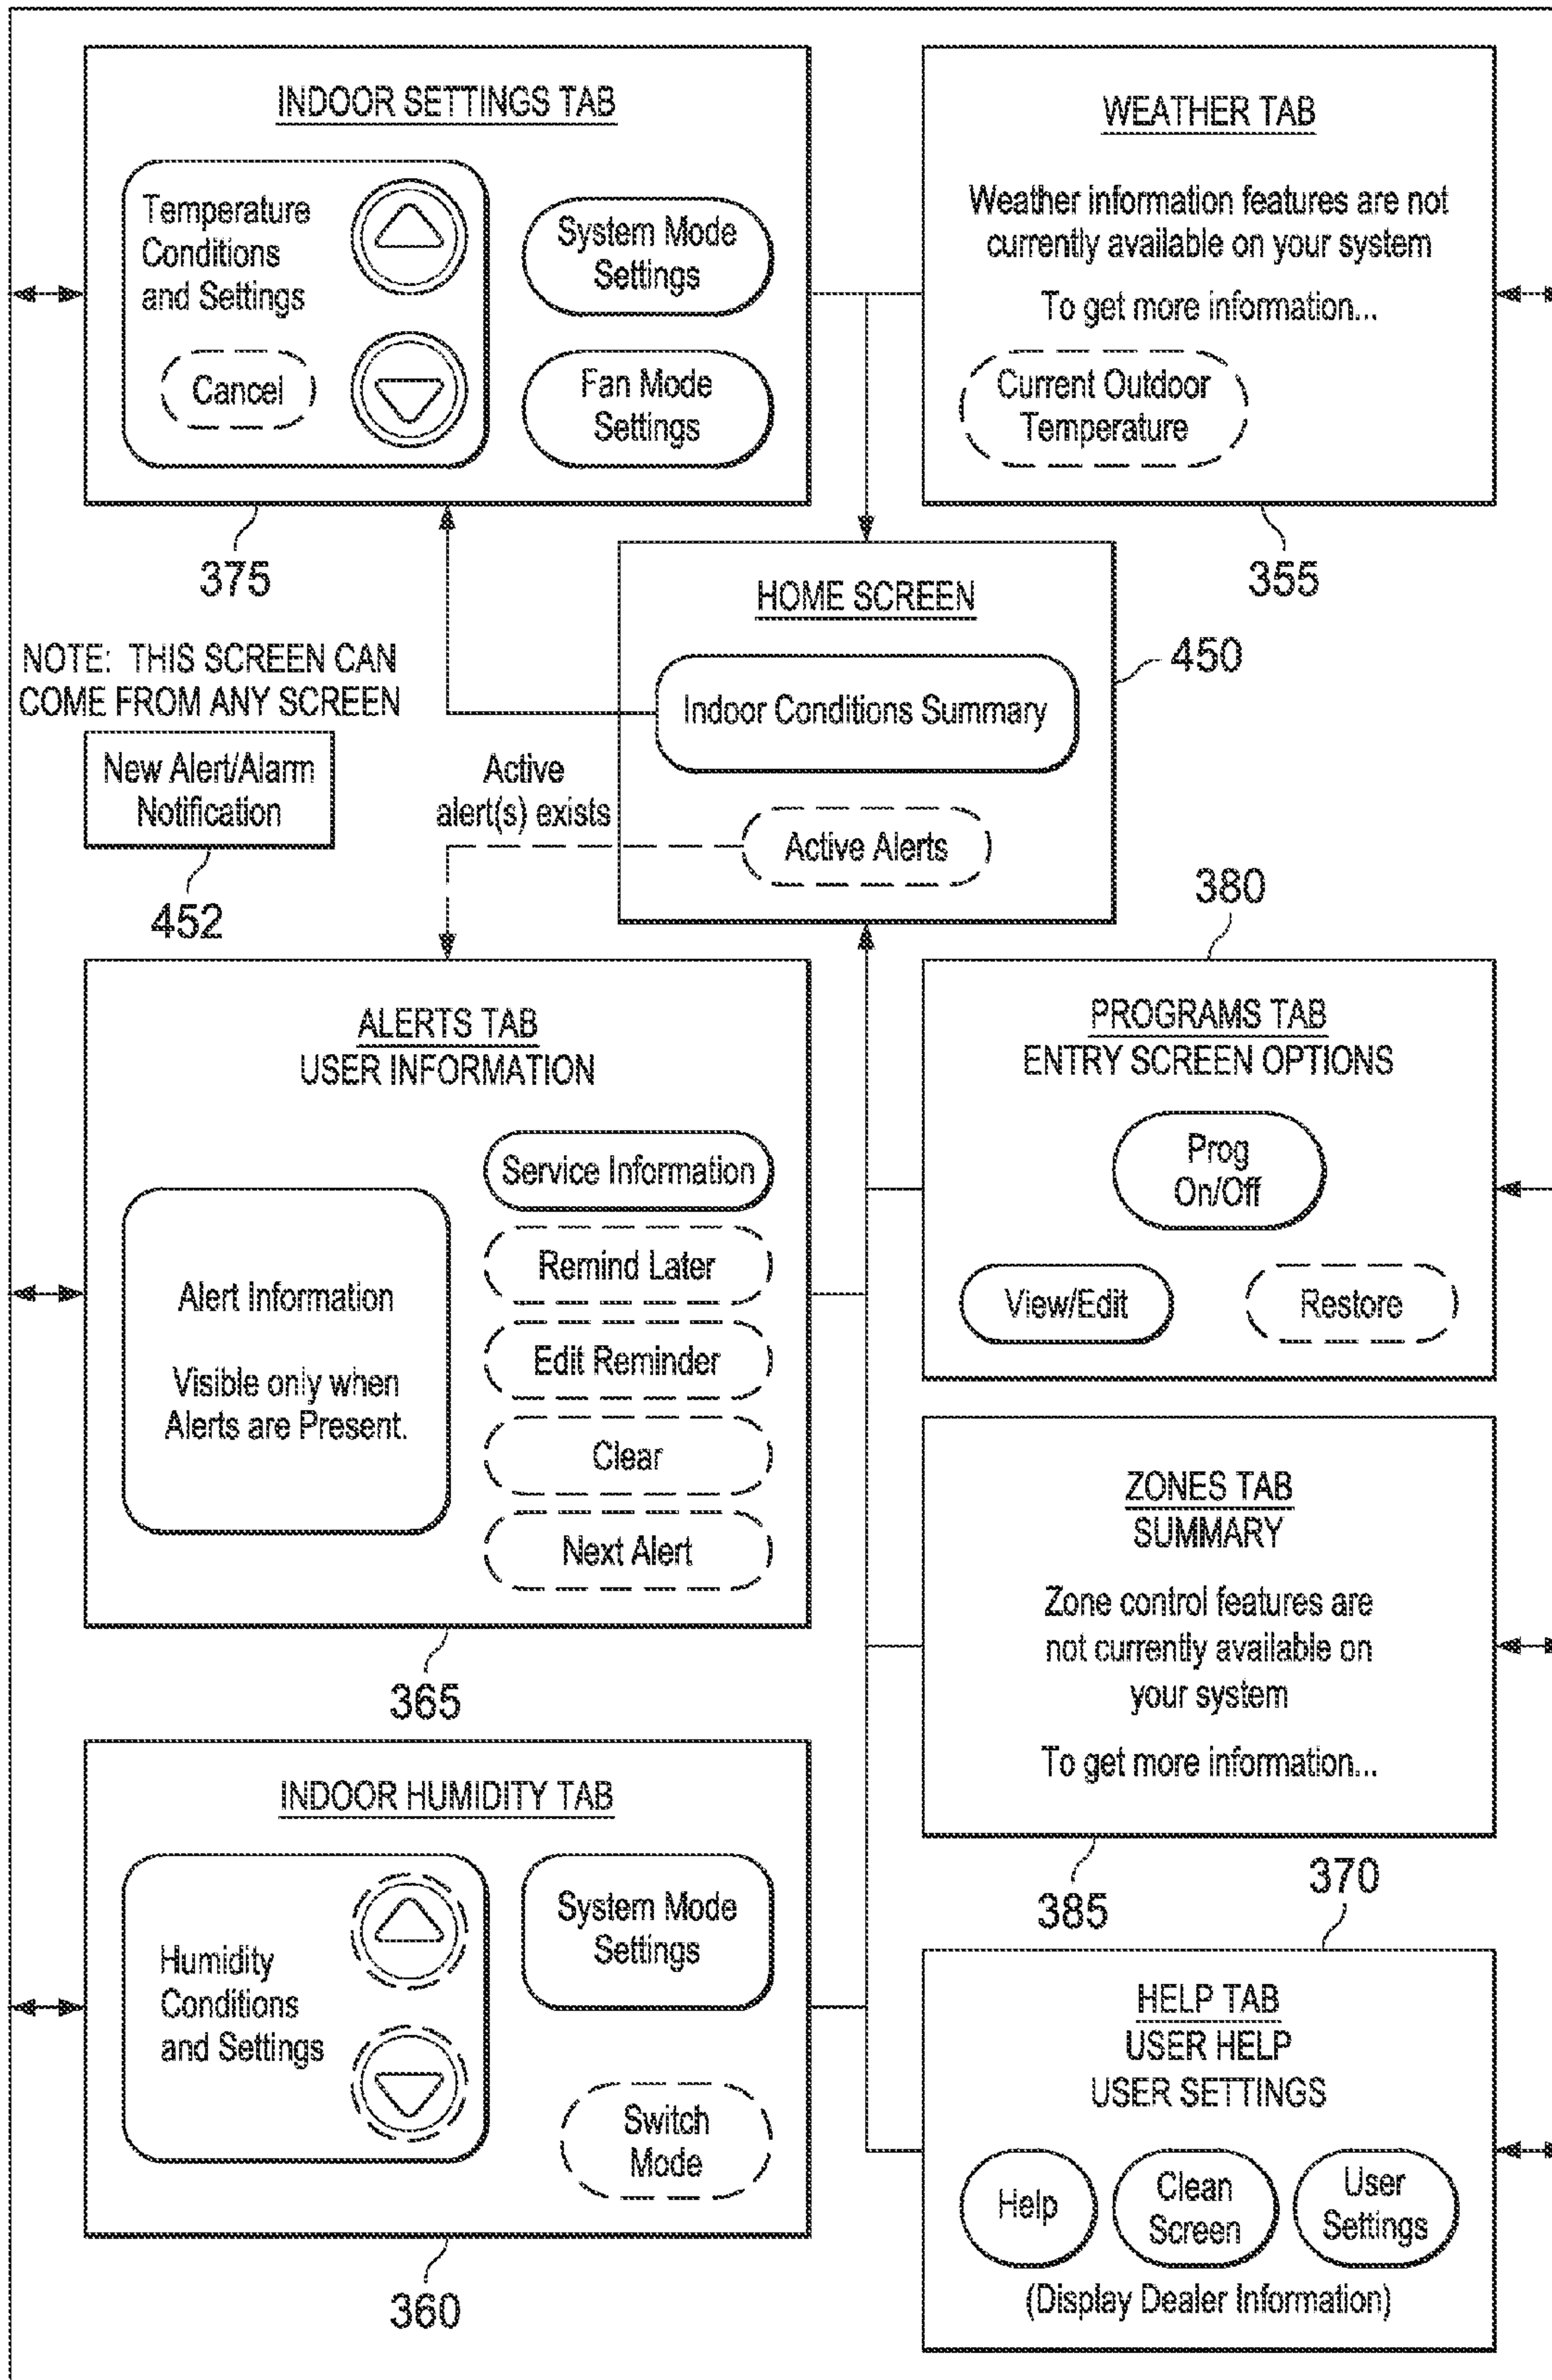 INDOOR SETTINGS TAB
Temperature
Conditions
and Settings
Cancel
System Mode
Settings
Fan Mode
Settings
375
WEATHER TAB
Weather information features are not
currently available on your system
To get more information...
Current Outdoor
Temperature
355
HOME SCREEN
Indoor Conditions Summary
Active Alerts
450
NOTE: THIS SCREEN CAN
COME FROM ANY SCREEN
New Alert/Alarm
Notification
452
Active
alert(s) exists
ALERTS TAB
USER INFORMATION
Alert Information
Visible only when
Alerts are Present.
Service Information
Remind Later
Edit Reminder
Clear
Next Alert
365
380
PROGRAMS TAB
ENTRY SCREEN OPTIONS
Prog
On/Off
View/Edit
Restore
ZONES TAB
SUMMARY
Zone control features are
not currently available on
your system
To get more information...
385
INDOOR HUMIDITY TAB
Humidity
Conditions
and Settings
System Mode
Settings
Switch
Mode
360
370
HELP TAB
USER HELP
USER SETTINGS
Help
Clean
Screen
User
Settings
(Display Dealer Information)